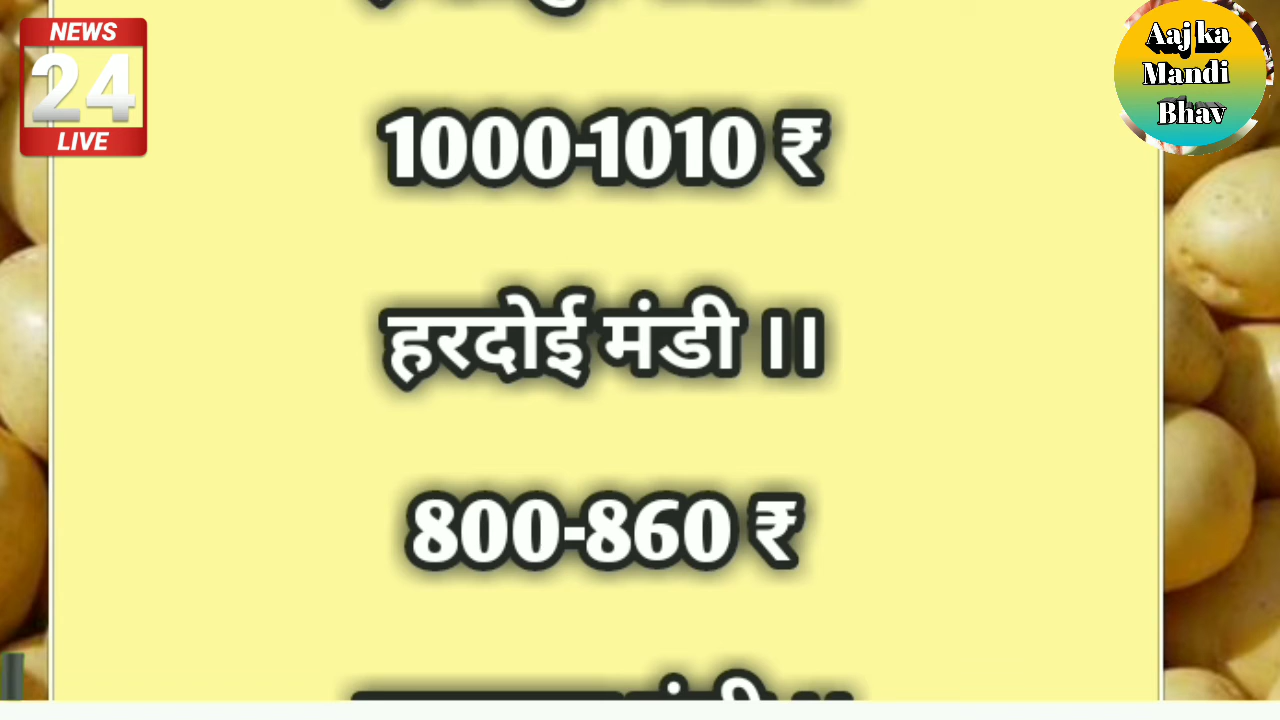 NEWS
24
LIVE
Aaj ka
Mandi
Bhav
1000-1010 ₹
हरदोई मंडी ।।
800-860 ₹